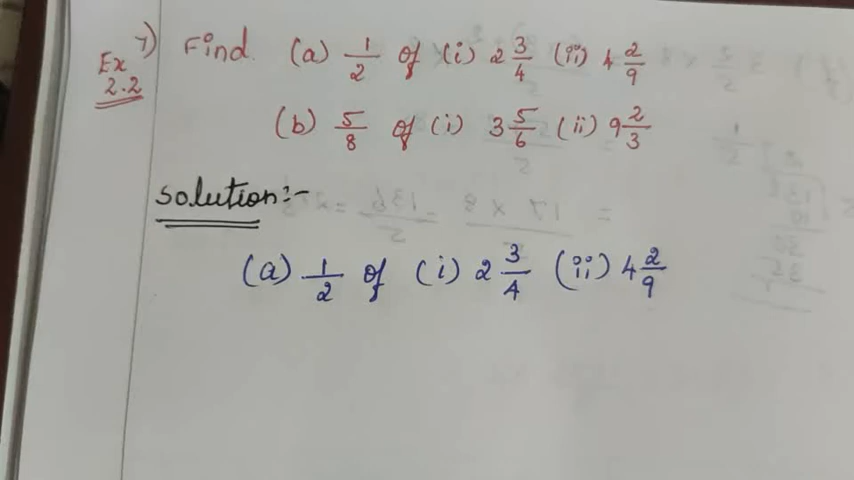 7) Find. (a) 1/2 of (i) 2 3/4 (ii) 4 2/9
Ex 2.2
(b) 5/8 of (i) 3 5/6 (ii) 9 2/3
Solution:-
(a) 1/2 of (i) 2 3/4 (ii) 4 2/9